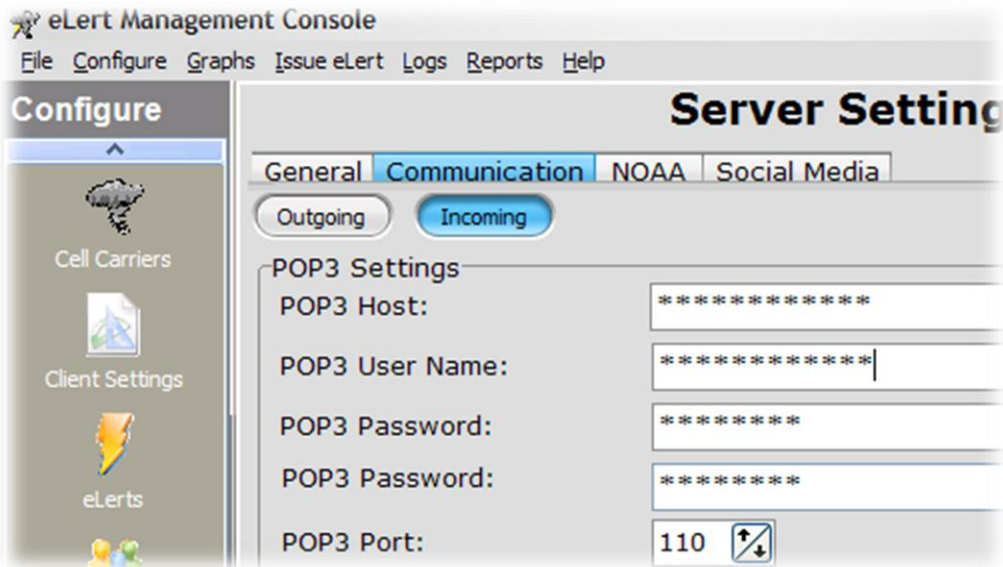 eLert Management Console
File Configure Graphs Issue eLert Logs Reports Help
Configure
Cell Carriers
Client Settings
eLerts
Server Setting
General Communication NOAA Social Media
Outgoing Incoming
POP3 Settings
POP3 Host: ************
POP3 User Name: ************
POP3 Password: ********
POP3 Password: ********
POP3 Port: 110